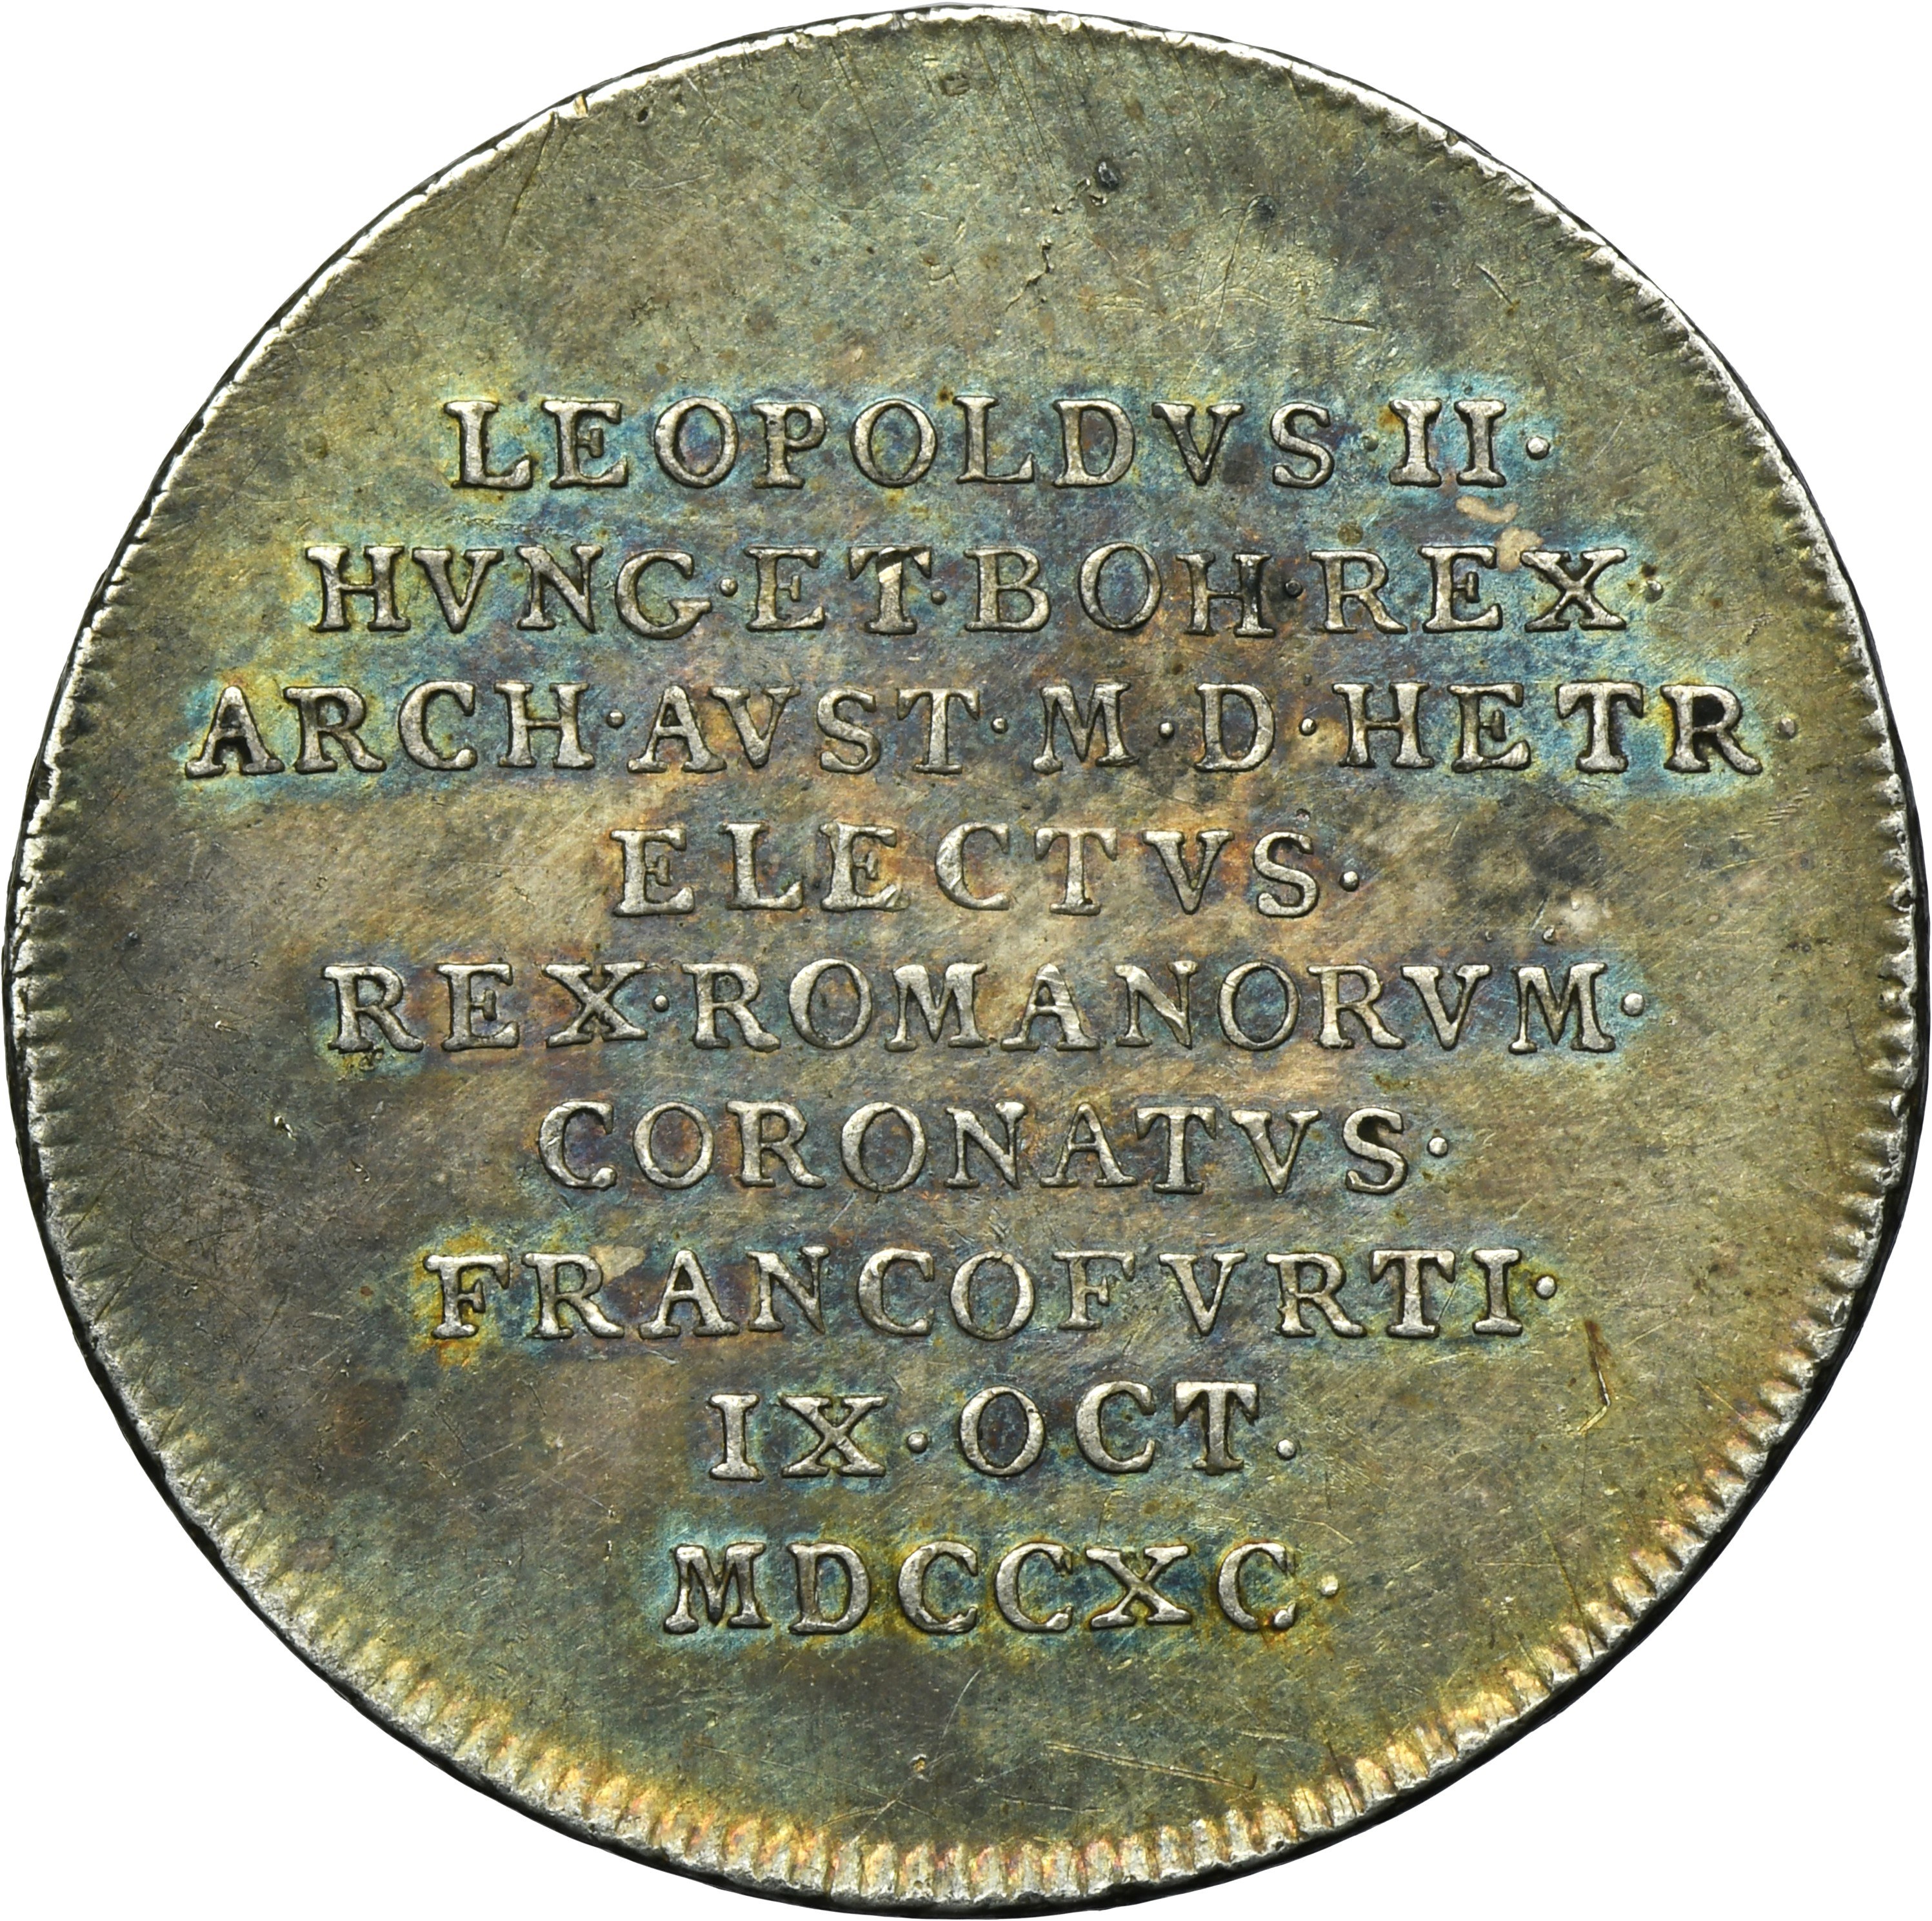 LEOPOLDVS·II·
HVNG·ET·BOH·REX·
ARCH·AVST·M·D·HETR·
ELECTVS·
REX·ROMANORVM·
CORONATVS·
FRANCOFVRTI·
IX·OCT.
MDCCXC·